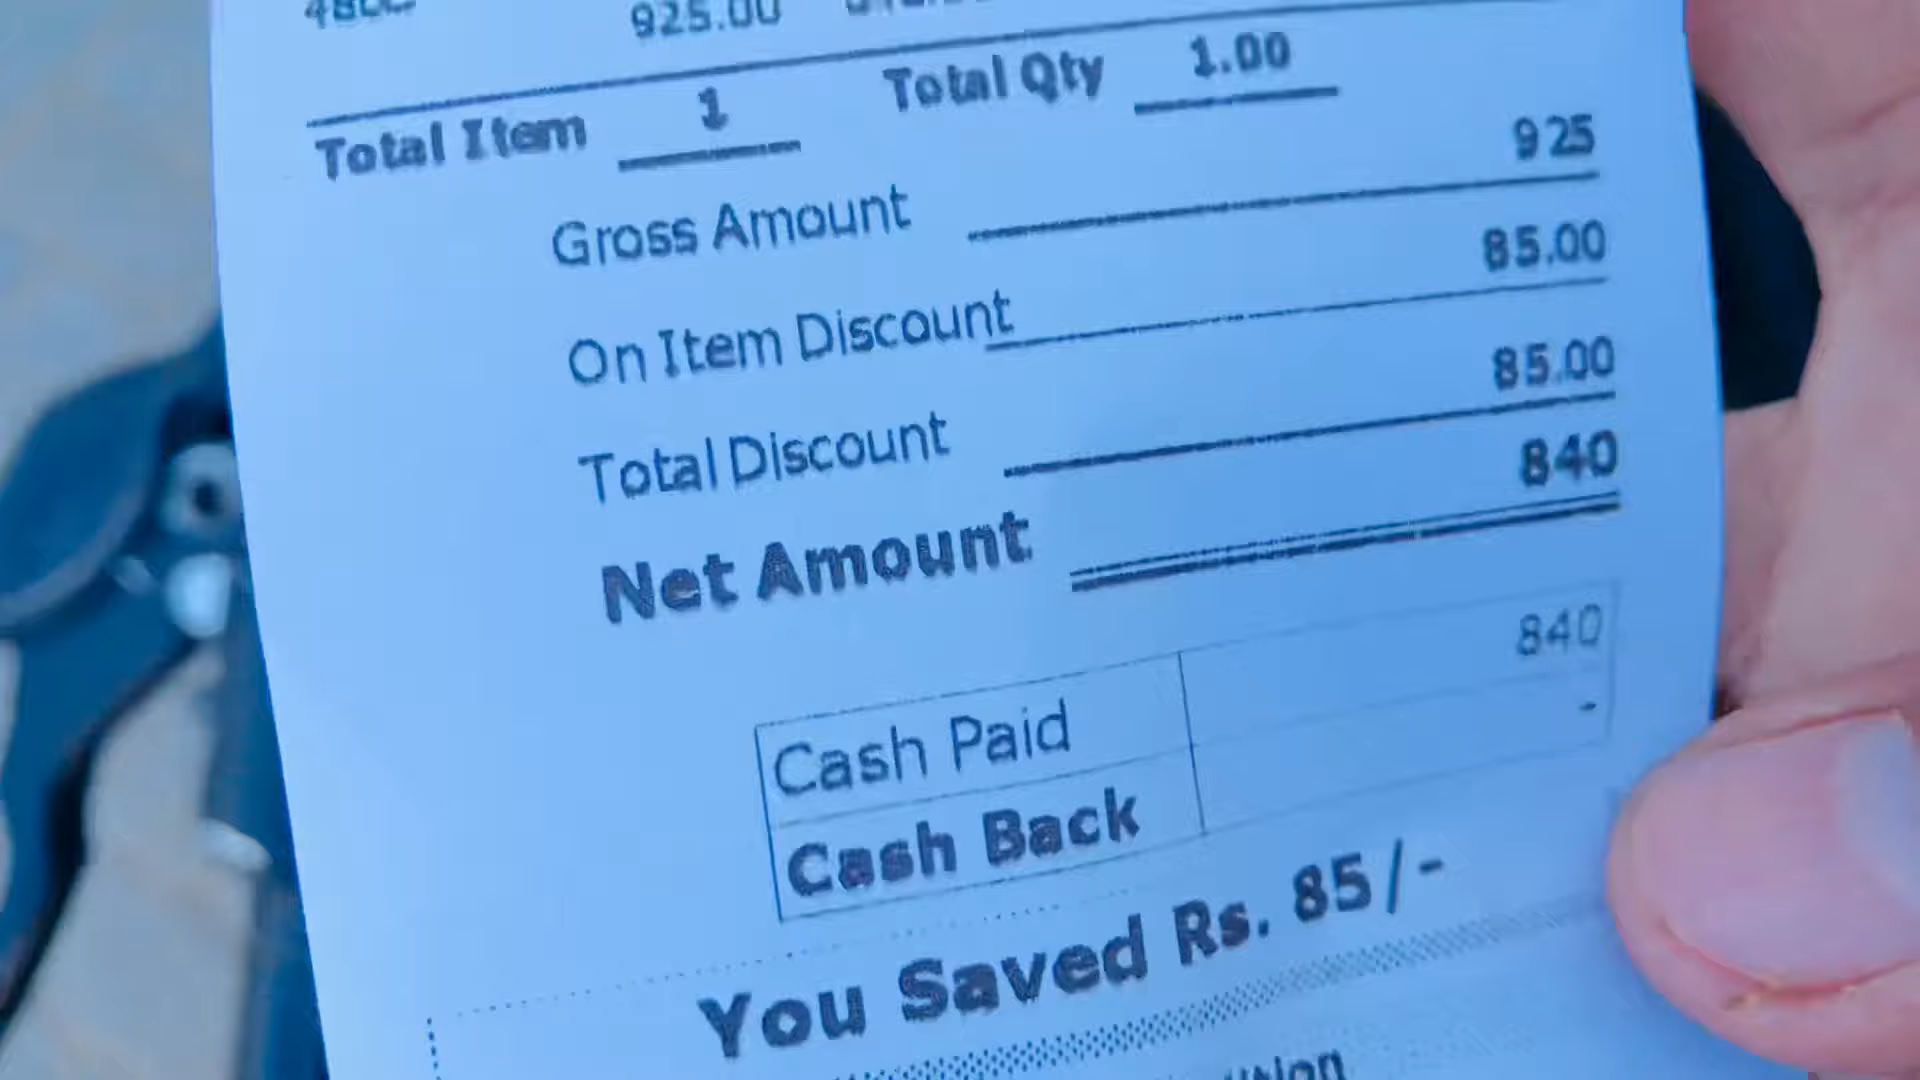 925.00
Total Item 1 Total Qty 1.00
Gross Amount 925
On Item Discount 85.00
Total Discount 85.00
Net Amount 840
Cash Paid 840
Cash Back -
You Saved Rs. 85/-